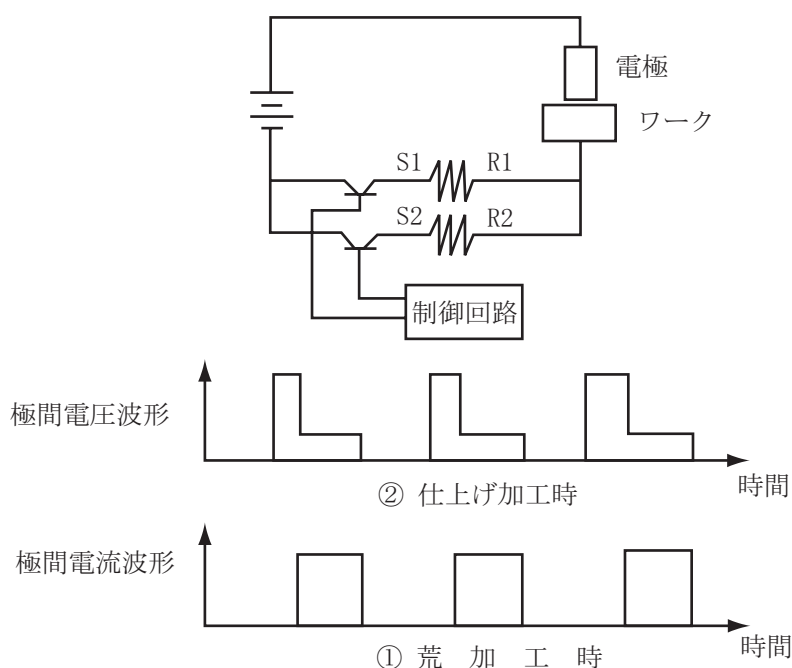 電極
ワーク
S1 R1
S2 R2
制御回路
極間電圧波形
時間
② 仕上げ加工時
極間電流波形
時間
① 荒 加 工 時